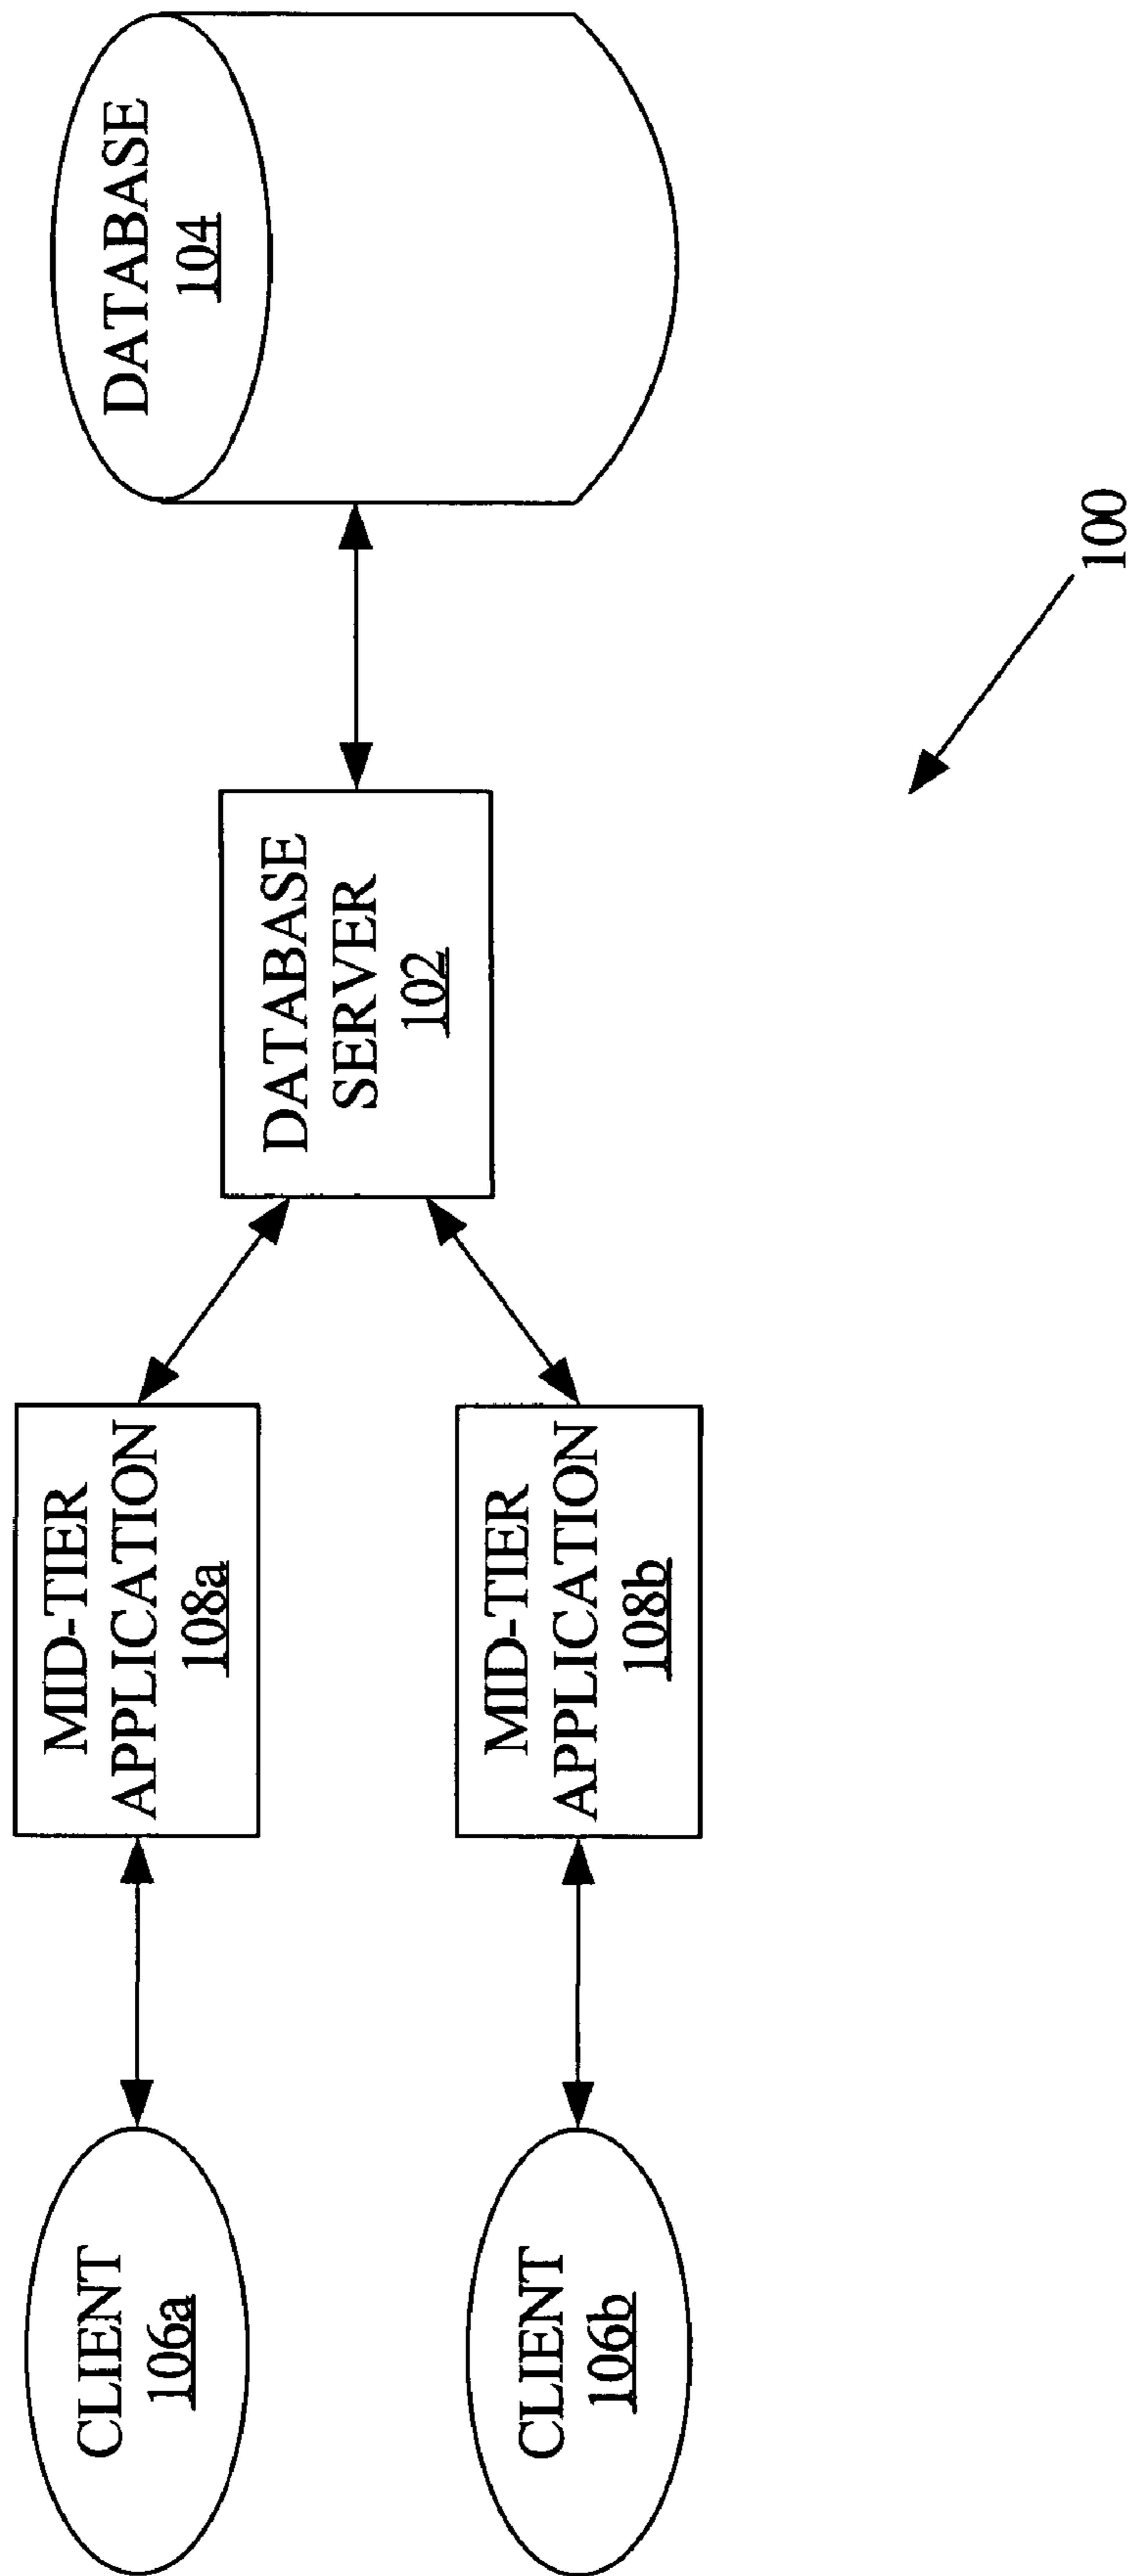 CLIENT
106a
MID-TIER
APPLICATION
108a
CLIENT
106b
MID-TIER
APPLICATION
108b
DATABASE
SERVER
102
DATABASE
104
100